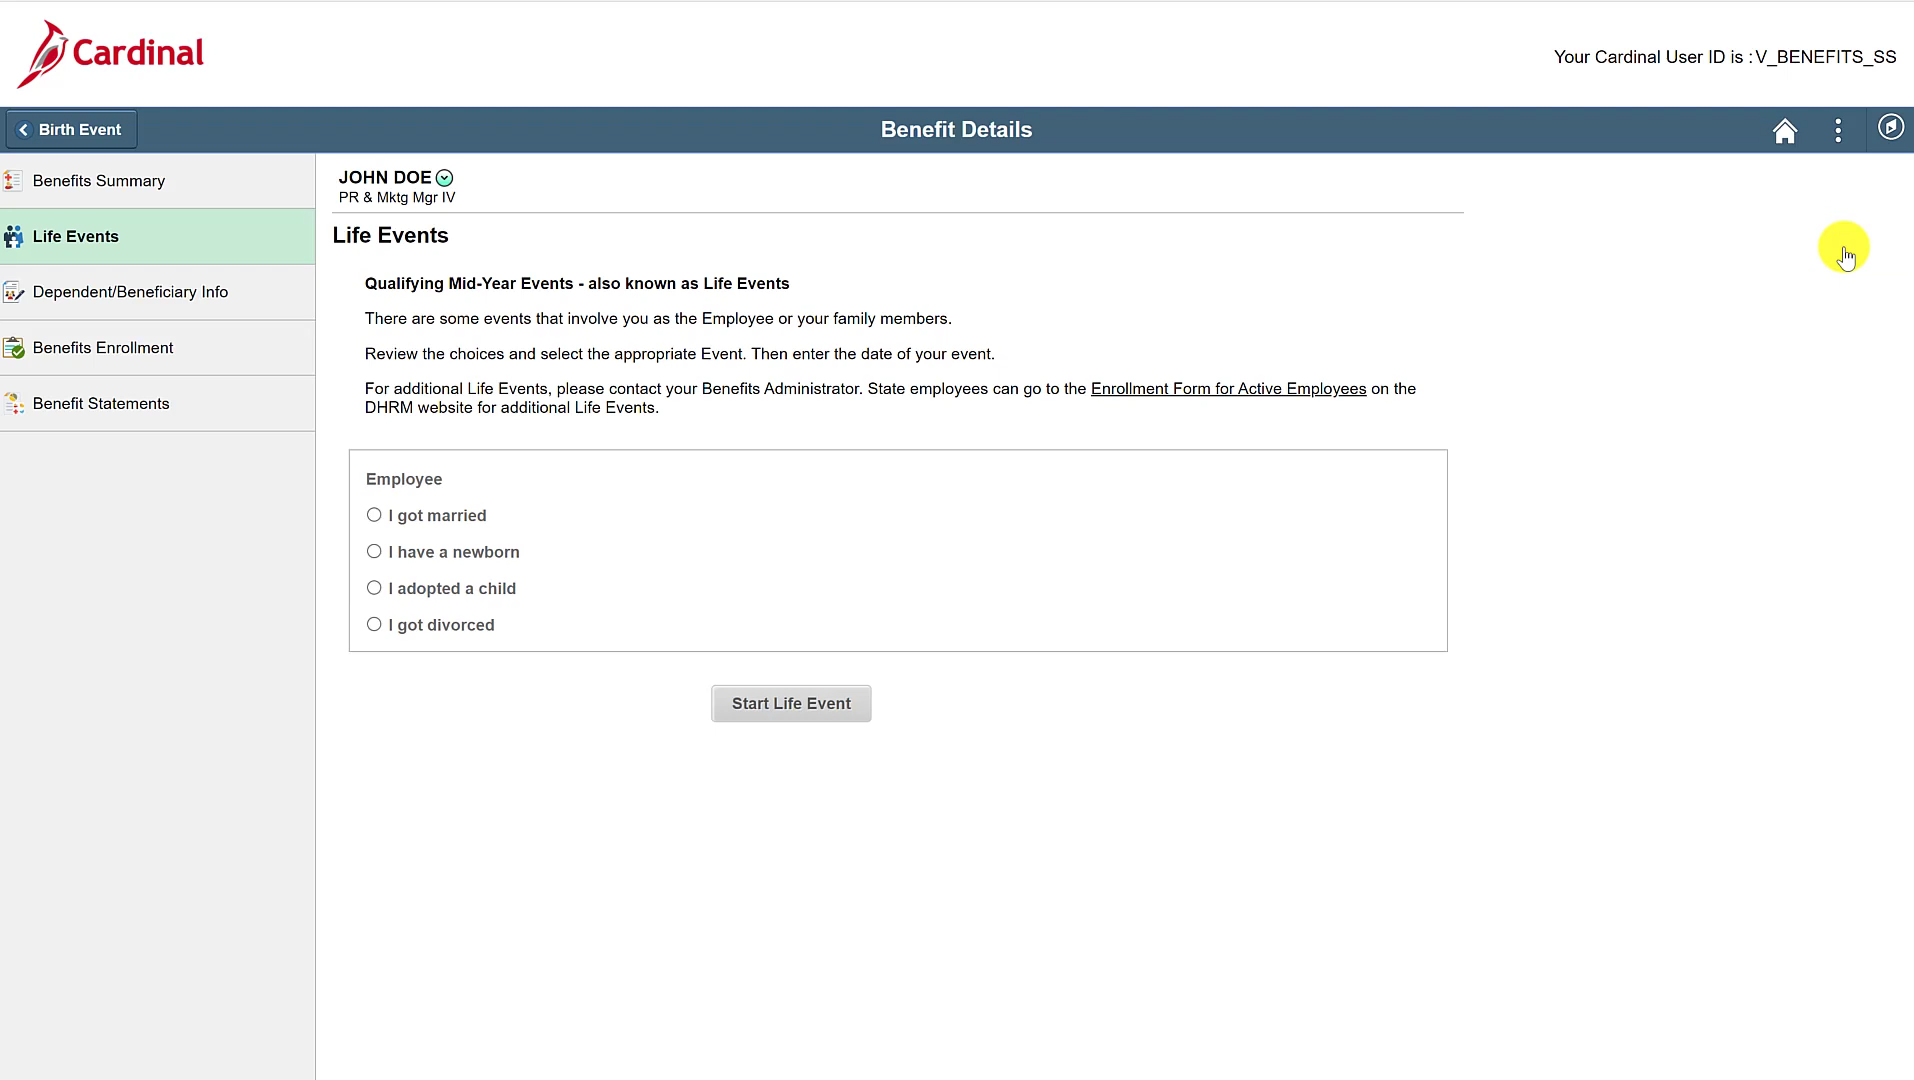 Cardinal
Your Cardinal User ID is :V_BENEFITS_SS
Birth Event
Benefit Details
Benefits Summary
Life Events
Dependent/Beneficiary Info
Benefits Enrollment
Benefit Statements
JOHN DOE
PR & Mktg Mgr IV
Life Events
Qualifying Mid-Year Events - also known as Life Events
There are some events that involve you as the Employee or your family members.
Review the choices and select the appropriate Event. Then enter the date of your event.
For additional Life Events, please contact your Benefits Administrator. State employees can go to the Enrollment Form for Active Employees on the
DHRM website for additional Life Events.
Employee
I got married
I have a newborn
I adopted a child
I got divorced
Start Life Event